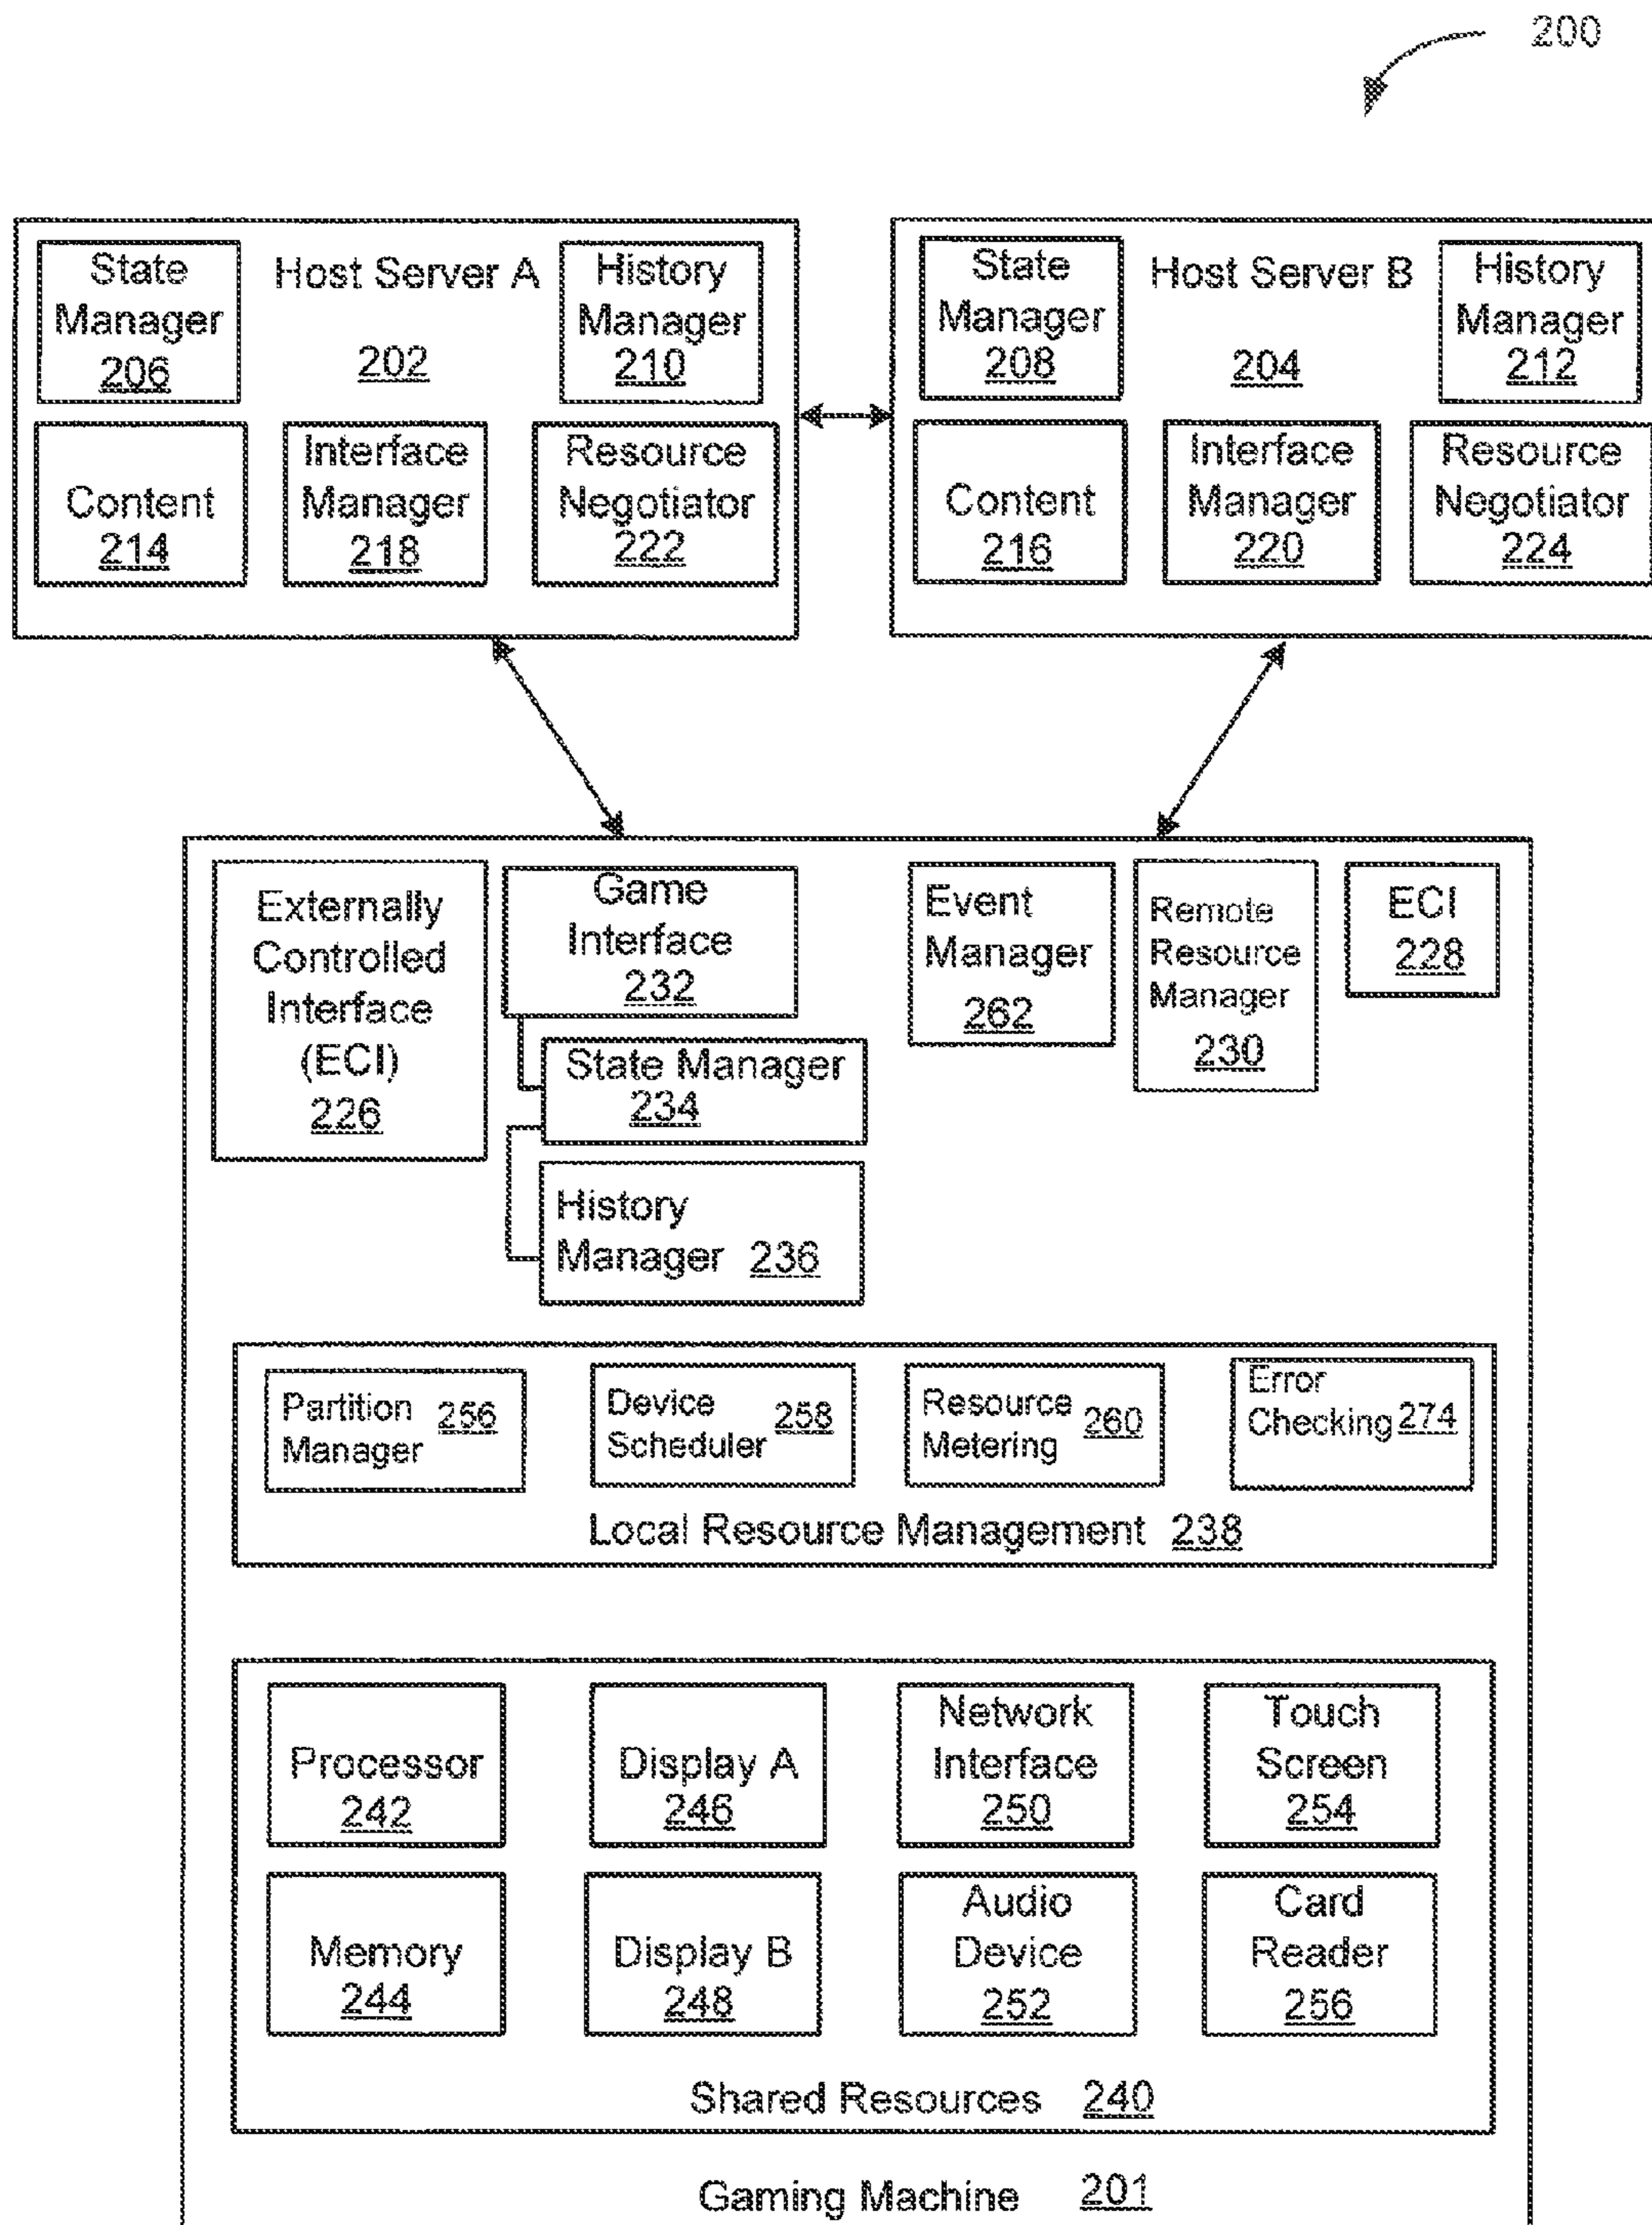 200
State
Manager
206
Host Server A
202
History
Manager
210
Content
214
Interface
Manager
218
Resource
Negotiator
222
State
Manager
208
Host Server B
204
History
Manager
212
Content
216
Interface
Manager
220
Resource
Negotiator
224
Externally
Controlled
Interface
(ECI)
226
Game
Interface
232
State Manager
234
History
Manager 236
Event
Manager
262
Remote
Resource
Manager
230
ECI
228
Partition 256
Manager
Device 258
Scheduler
Resource 260
Metering
Error
Checking 274
Local Resource Management 238
Processor
242
Display A
246
Network
Interface
250
Touch
Screen
254
Memory
244
Display B
248
Audio
Device
252
Card
Reader
256
Shared Resources 240
Gaming Machine 201